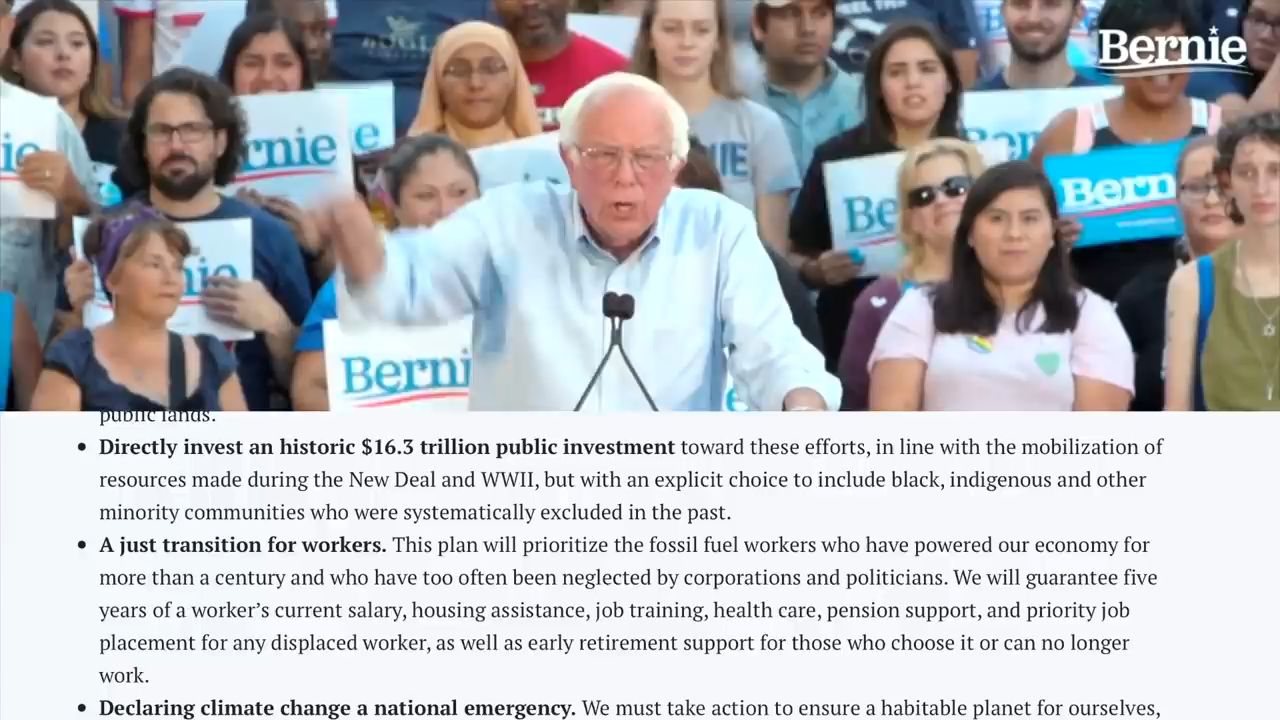 Bernie
e
rnie
ie
Bern
Be
nie
Berni
public lands.
• Directly invest an historic $16.3 trillion public investment toward these efforts, in line with the mobilization of
resources made during the New Deal and WWII, but with an explicit choice to include black, indigenous and other
minority communities who were systematically excluded in the past.
• A just transition for workers. This plan will prioritize the fossil fuel workers who have powered our economy for
more than a century and who have too often been neglected by corporations and politicians. We will guarantee five
years of a worker’s current salary, housing assistance, job training, health care, pension support, and priority job
placement for any displaced worker, as well as early retirement support for those who choose it or can no longer
work.
• Declaring climate change a national emergency. We must take action to ensure a habitable planet for ourselves,